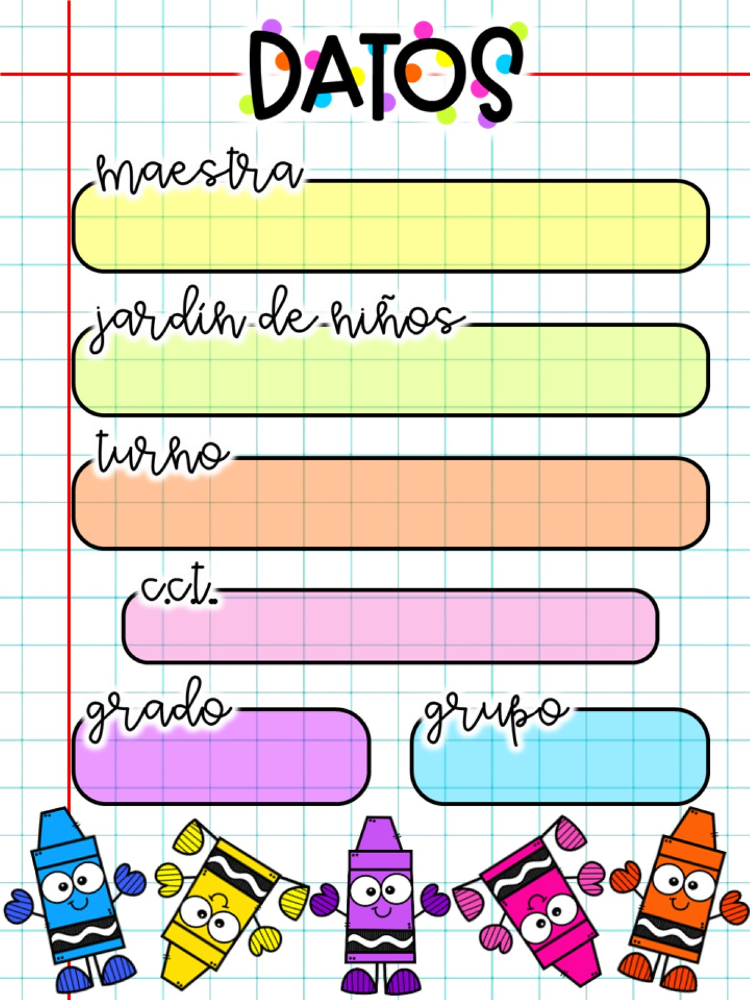 DATOS
maestra
jardín de niños
turno
c.c.t..
grado
grupo